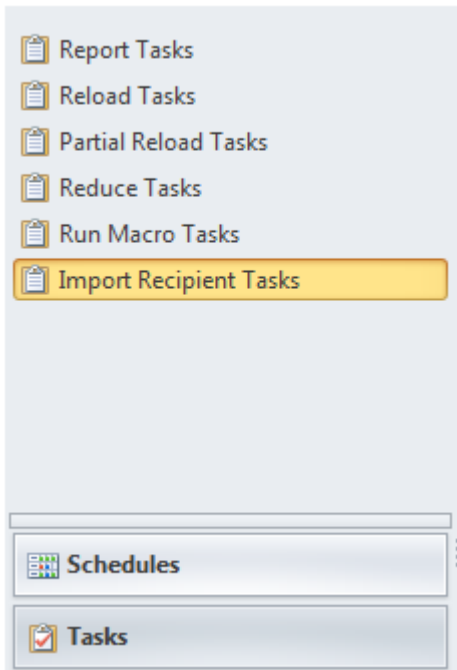 Report Tasks
Reload Tasks
Partial Reload Tasks
Reduce Tasks
Run Macro Tasks
Import Recipient Tasks
Schedules
Tasks